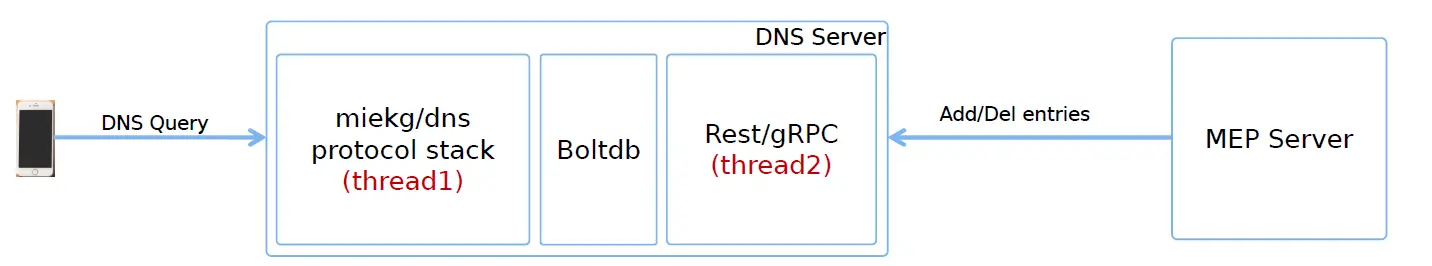 DNS Server
DNS Query
miekg/dns
protocol stack
(thread1)
Boltdb
Rest/gRPC
(thread2)
Add/Del entries
MEP Server